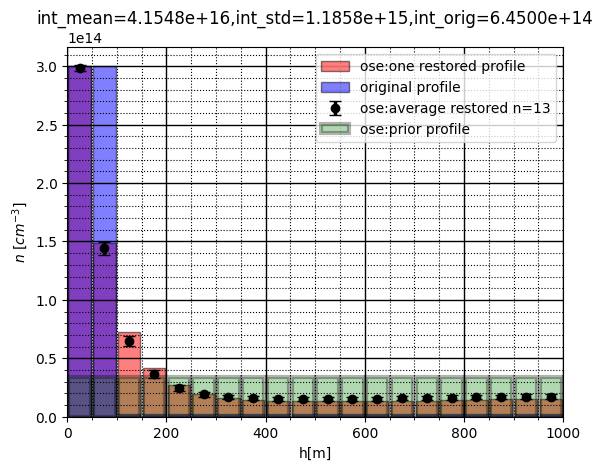 int_mean=4.1548e+16,int_std=1.1858e+15,int_orig=6.4500e+14
1e14
ose:one restored profile
original profile
ose:average restored n=13
ose:prior profile
3.0
2.5
2.0
1.5
1.0
0.5
0.0
n [cm⁻³]
0 200 400 600 800 1000
h[m]